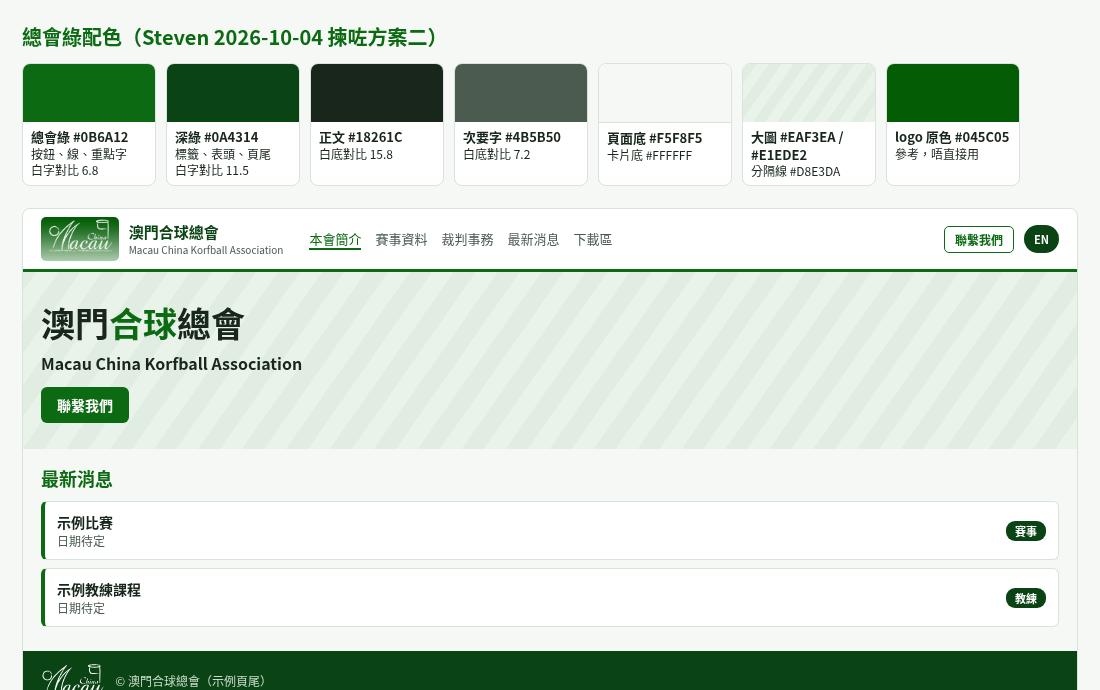 總會綠配色（Steven 2026-10-04 揀咗方案二）
總會綠 #0B6A12
按鈕、線、重點字
白字對比 6.8
深綠 #0A4314
標籤、表頭、頁尾
白字對比 11.5
正文 #18261C
白底對比 15.8
次要字 #4B5B50
白底對比 7.2
頁面底 #F5F8F5
卡片底 #FFFFFF
大圖 #EAF3EA /
#E1EDE2
分隔線 #D8E3DA
logo 原色 #045C05
參考，唔直接用
Macau China
澳門合球總會
Macau China Korfball Association
本會簡介 賽事資料 裁判事務 最新消息 下載區
聯繫我們 EN
澳門合球總會
Macau China Korfball Association
聯繫我們
最新消息
示例比賽
日期待定
賽事
示例教練課程
日期待定
教練
Macau China
© 澳門合球總會（示例頁尾）